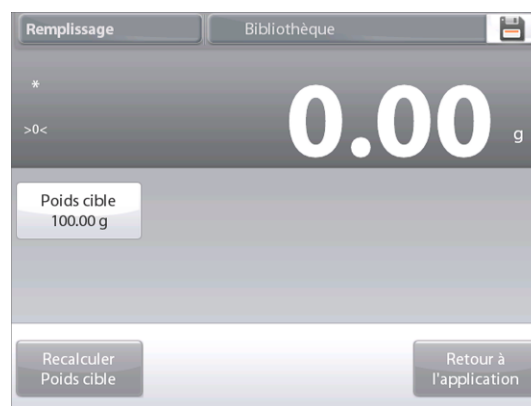 Remplissage
Bibliothèque
*
>0<
0.00 g
Poids cible
100.00 g
Recalculer
Poids cible
Retour à
l'application